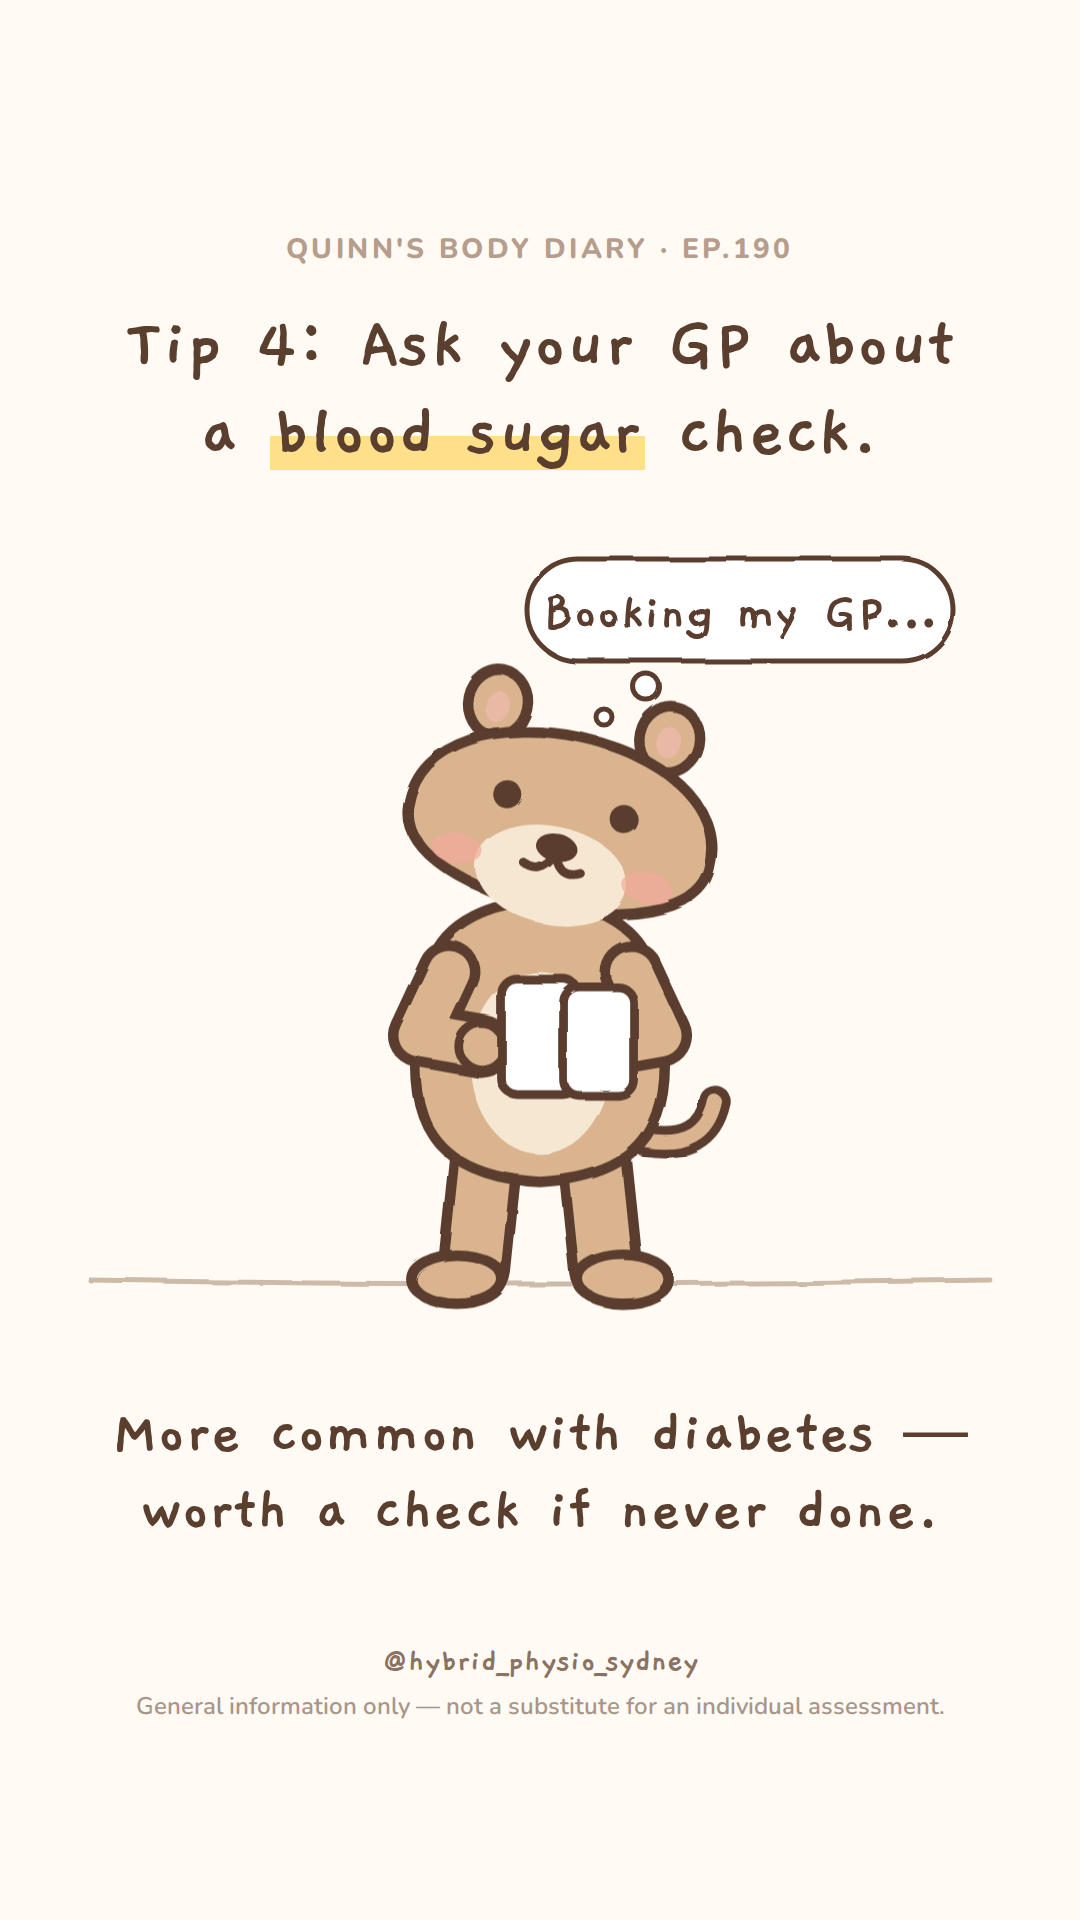 QUINN'S BODY DIARY · EP.190
Tip 4: Ask your GP about
a blood sugar check.
Booking my GP...
More common with diabetes —
worth a check if never done.
@hybrid_physio_sydney
General information only — not a substitute for an individual assessment.